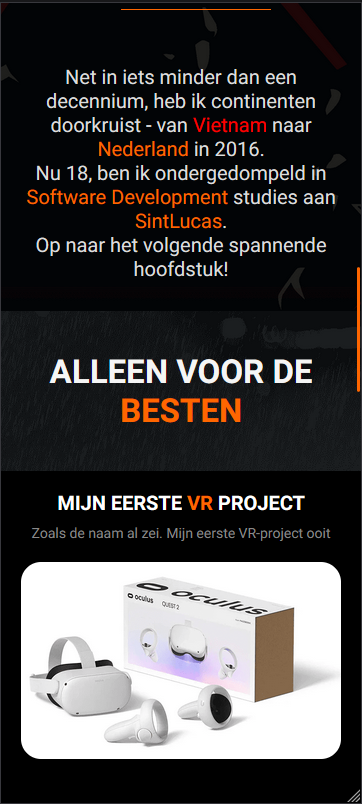 Net in iets minder dan een
decennium, heb ik continenten
doorkruist - van Vietnam naar
Nederland in 2016.
Nu 18, ben ik ondergedompeld in
Software Development studies aan
SintLucas.
Op naar het volgende spannende
hoofdstuk!
ALLEEN VOOR DE
BESTEN
MIJN EERSTE VR PROJECT
Zoals de naam al zei. Mijn eerste VR-project ooit
oculus
oculus QUEST 2